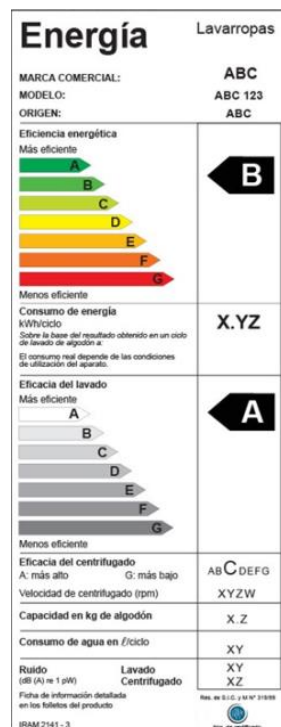 Energía Lavarropas
MARCA COMERCIAL: ABC
MODELO: ABC 123
ORIGEN: ABC
Eficiencia energética
Más eficiente
A
B
B
C
D
E
F
G
Menos eficiente
Consumo de energía
kWh/ciclo X.YZ
Sobre la base del resultado obtenido en un ciclo
de lavado de algodón a:
El consumo real depende de las condiciones
de utilización del aparato.
Eficacia del lavado
Más eficiente
A
A
B
C
D
E
F
G
Menos eficiente
Eficacia del centrifugado
A: más alto G: más bajo ABCDEFG
Velocidad de centrifugado (rpm) XYZW
Capacidad en kg de algodón X.Z
Consumo de agua en ℓ/ciclo XY
Ruido Lavado XY
(dB (A) re 1 pW) Centrifugado XZ
Ficha de información detallada
en los folletos del producto
Res. de S.I.C. y M N° 319/99
IRAM 2141 - 3